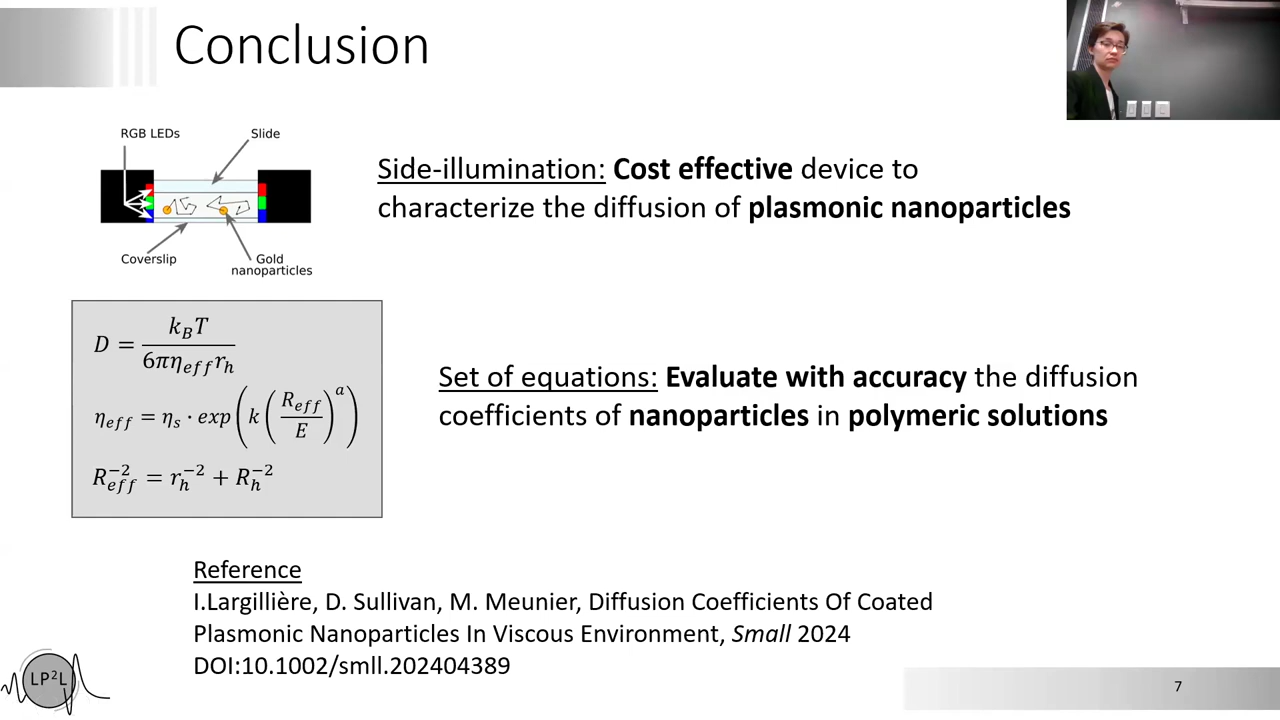 Conclusion
RGB LEDs
Slide
Coverslip
Gold
nanoparticles
Side-illumination: Cost effective device to
characterize the diffusion of plasmonic nanoparticles
D = k_B T / 6πη_eff r_h
η_eff = η_s · exp(k(R_eff / E)^a)
R_eff^-2 = r_h^-2 + R_h^-2
Set of equations: Evaluate with accuracy the diffusion
coefficients of nanoparticles in polymeric solutions
Reference
I.Largillière, D. Sullivan, M. Meunier, Diffusion Coefficients Of Coated
Plasmonic Nanoparticles In Viscous Environment, Small 2024
DOI:10.1002/smll.202404389
LP²L
7